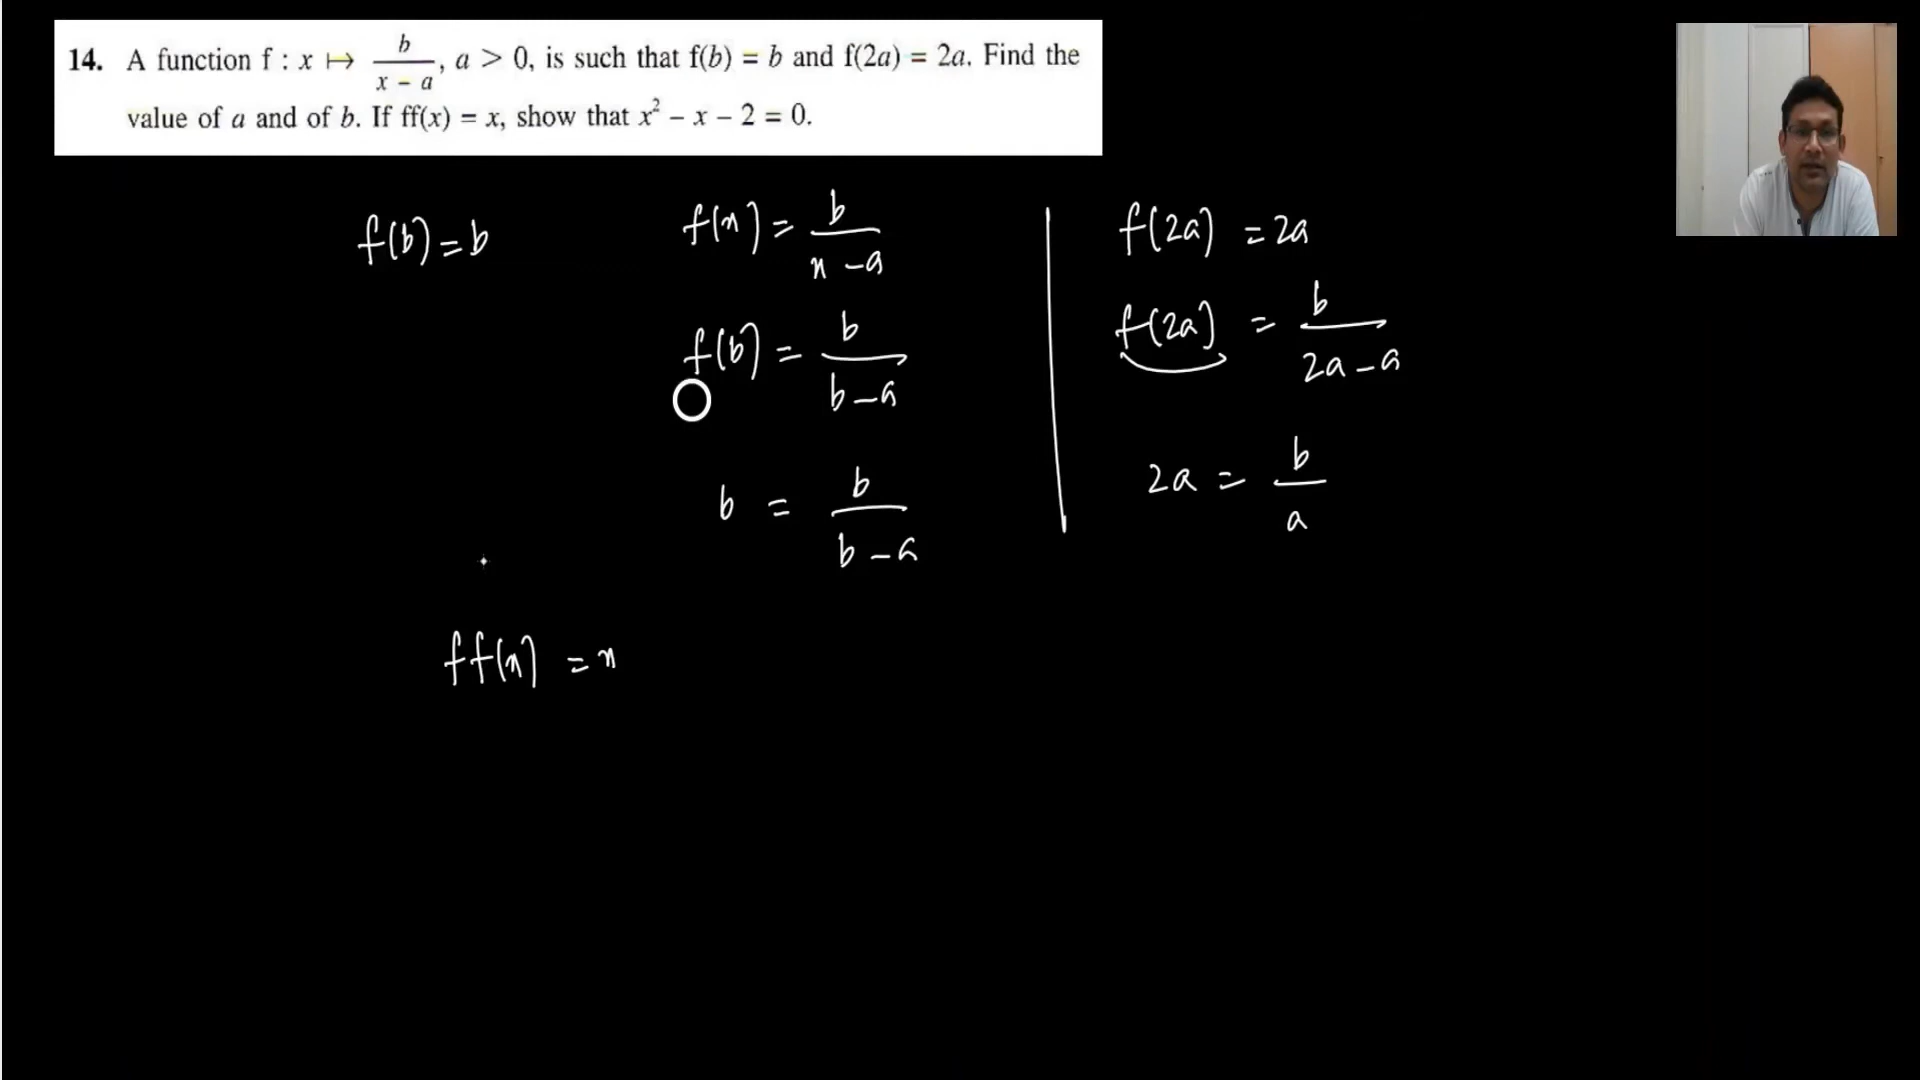 14. A function f : x ↦ b/(x − a), a > 0, is such that f(b) = b and f(2a) = 2a. Find the
value of a and of b. If ff(x) = x, show that x² − x − 2 = 0.
f(b) = b
f(x) = b/(x − a)
f(b) = b/(b − a)
b = b/(b − a)
f(2a) = 2a
f(2a) = b/(2a − a)
2a = b/a
ff(x) = x